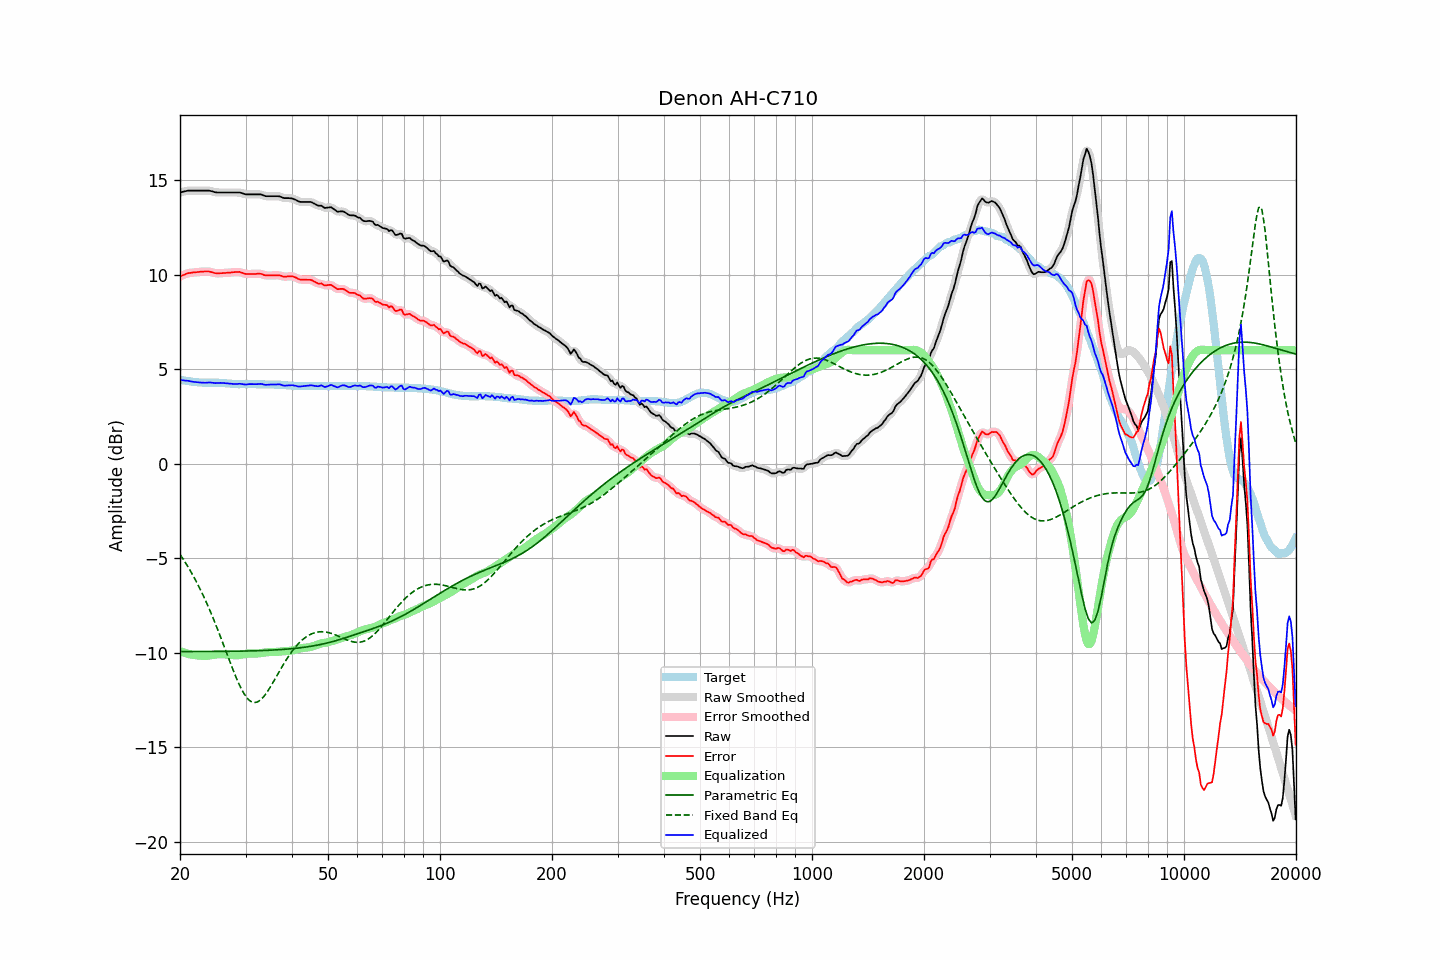 Denon AH-C710
Amplitude (dBr)
15
10
5
0
−5
−10
−15
−20
Target
Raw Smoothed
Error Smoothed
Raw
Error
Equalization
Parametric Eq
Fixed Band Eq
Equalized
20 50 100 200 500 1000 2000 5000 10000 20000
Frequency (Hz)